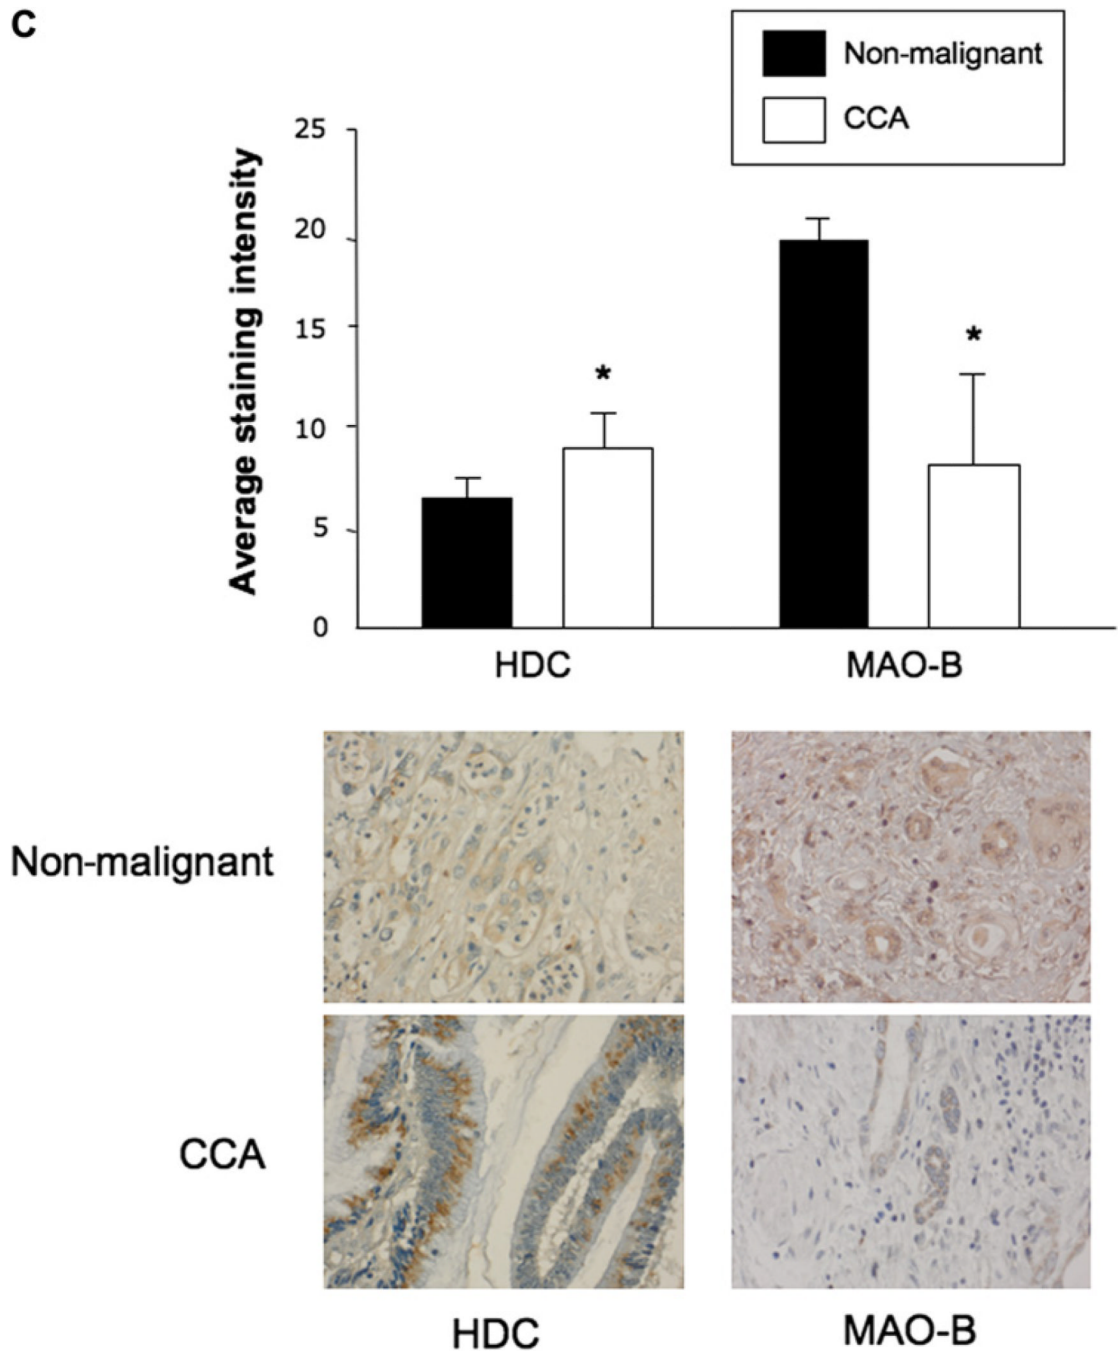 C
Non-malignant
CCA
25
20
15
10
5
0
Average staining intensity
*
*
HDC
MAO-B
Non-malignant
CCA
HDC
MAO-B